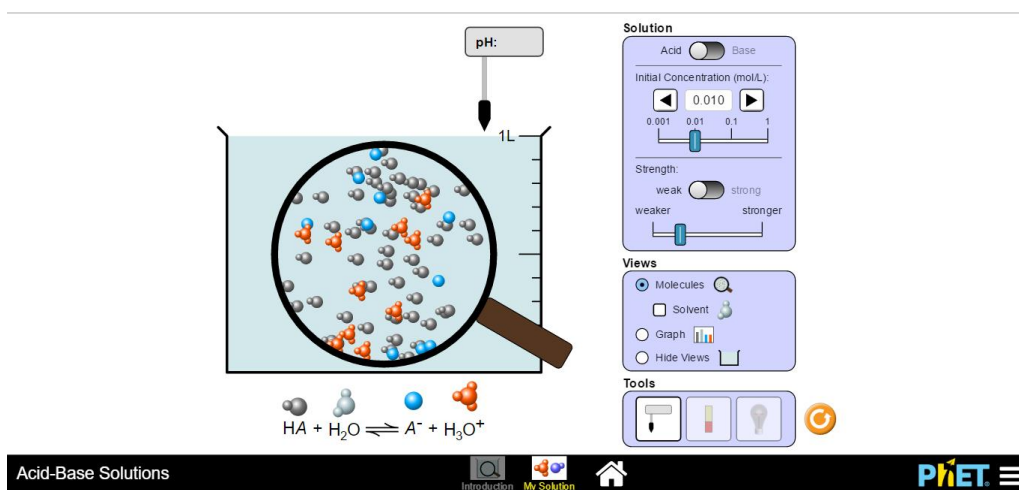 pH:
1L
HA + H₂O ⇌ A⁻ + H₃O⁺
Solution
Acid Base
Initial Concentration (mol/L):
0.010
0.001 0.01 0.1 1
Strength:
weak strong
weaker stronger
Views
Molecules
Solvent
Graph
Hide Views
Tools
Acid-Base Solutions
Introduction
My Solution
PhET